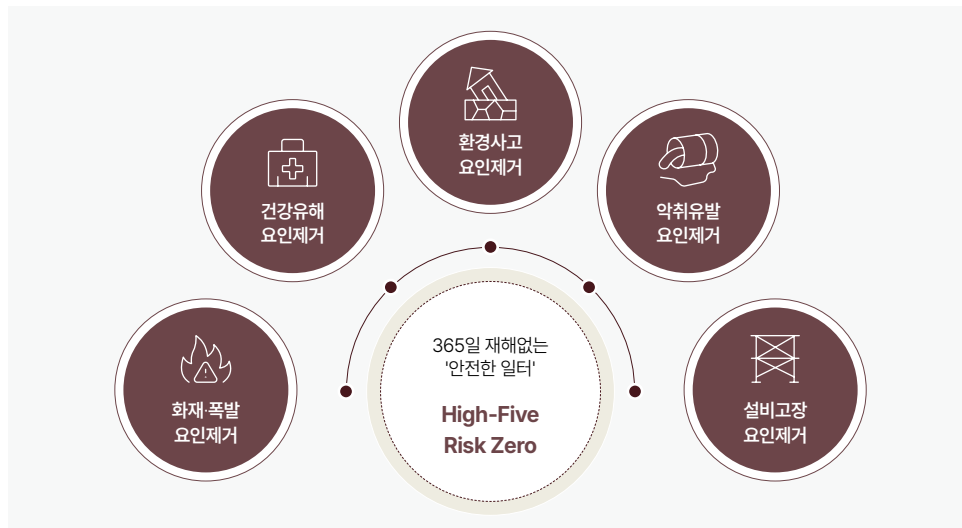 환경사고
요인제거
건강유해
요인제거
악취유발
요인제거
화재·폭발
요인제거
365일 재해없는
'안전한 일터'
High-Five
Risk Zero
설비고장
요인제거